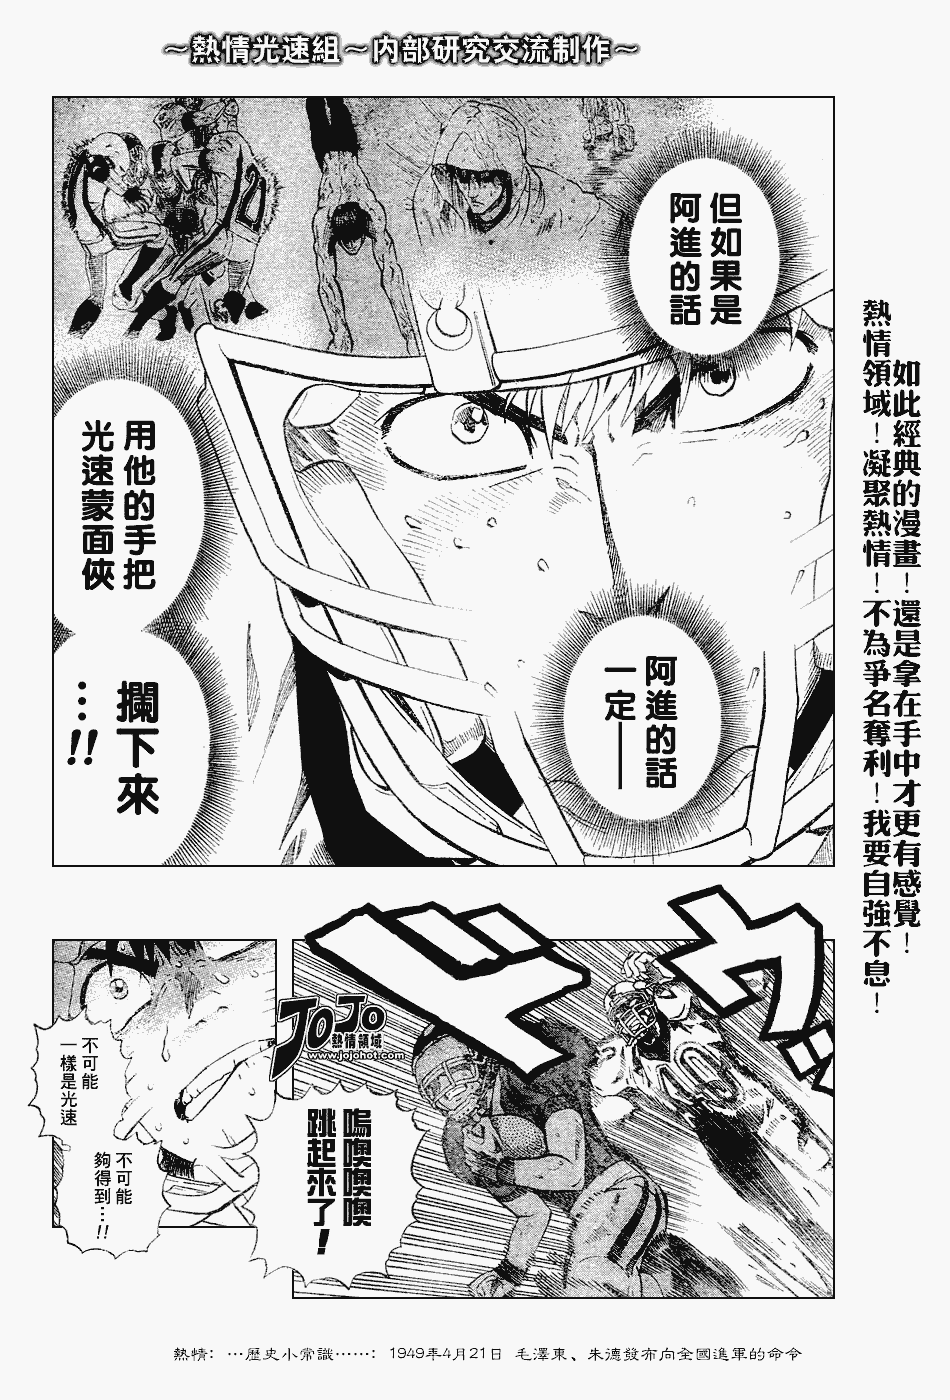 ~熱情光速組~内部研究交流制作~
但如果是
阿進的話
用他的手把
光速蒙面俠
阿進的話
一定——
攔下來
…!!
如此經典的漫畫!還是拿在手中才更有感覺!
熱情領域!凝聚熱情!不為爭名奪利!我要自強不息!
ドウッ
JOJO
熱情領域
www.jojohot.com
嗚噢噢噢
跳起來了!
不可能
一樣是光速
不可能
夠得到…!!
熱情:…歷史小常識……: 1949年4月21日 毛澤東、朱德發布向全國進軍的命令